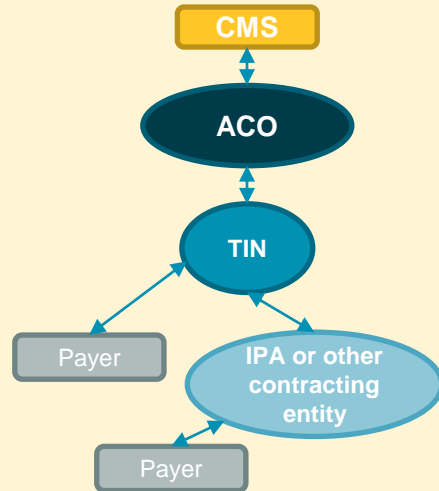 CMS
ACO
TIN
Payer
IPA or other
contracting
entity
Payer